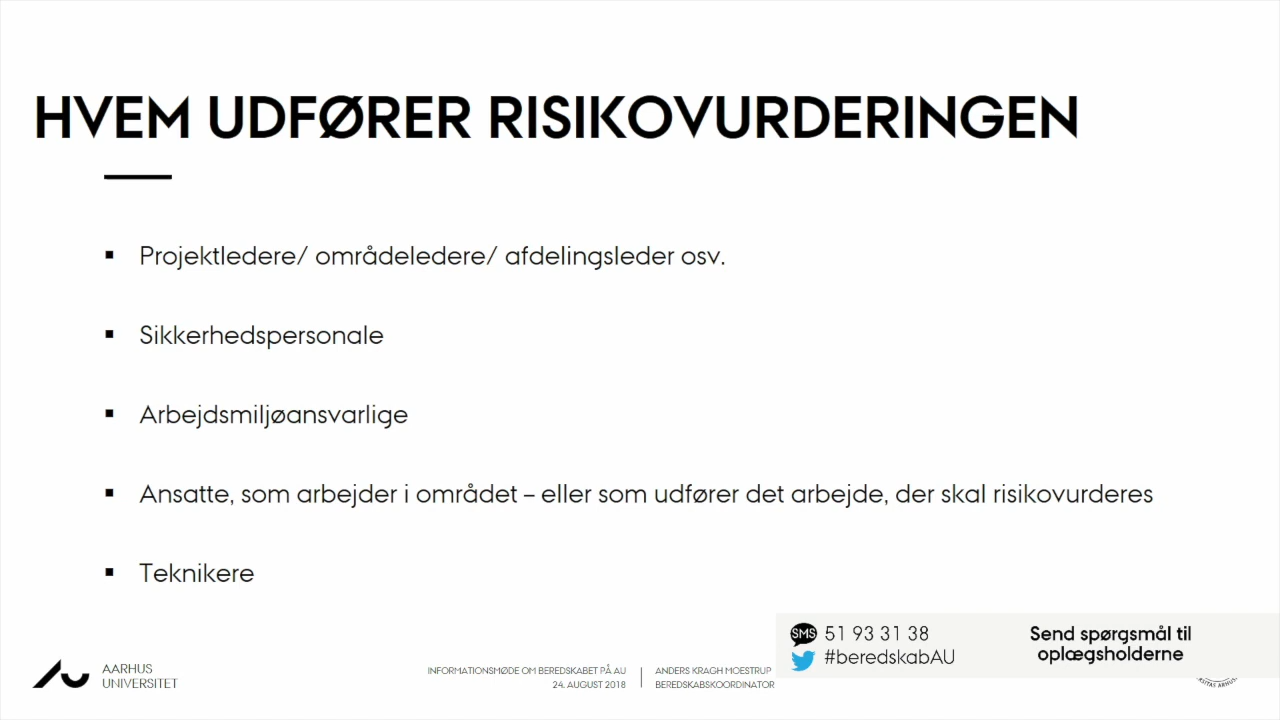 HVEM UDFØRER RISIKOVURDERINGEN
▪ Projektledere/ områdeledere/ afdelingsleder osv.
▪ Sikkerhedspersonale
▪ Arbejdsmiljøansvarlige
▪ Ansatte, som arbejder i området – eller som udfører det arbejde, der skal risikovurderes
▪ Teknikere
SMS 51 93 31 38
#beredskabAU
Send spørgsmål til
oplægsholderne
AARHUS
UNIVERSITET
INFORMATIONSMØDE OM BEREDSKABET PÅ AU
24. AUGUST 2018
ANDERS KRAGH MOESTRUP
BEREDSKABSKOORDINATOR